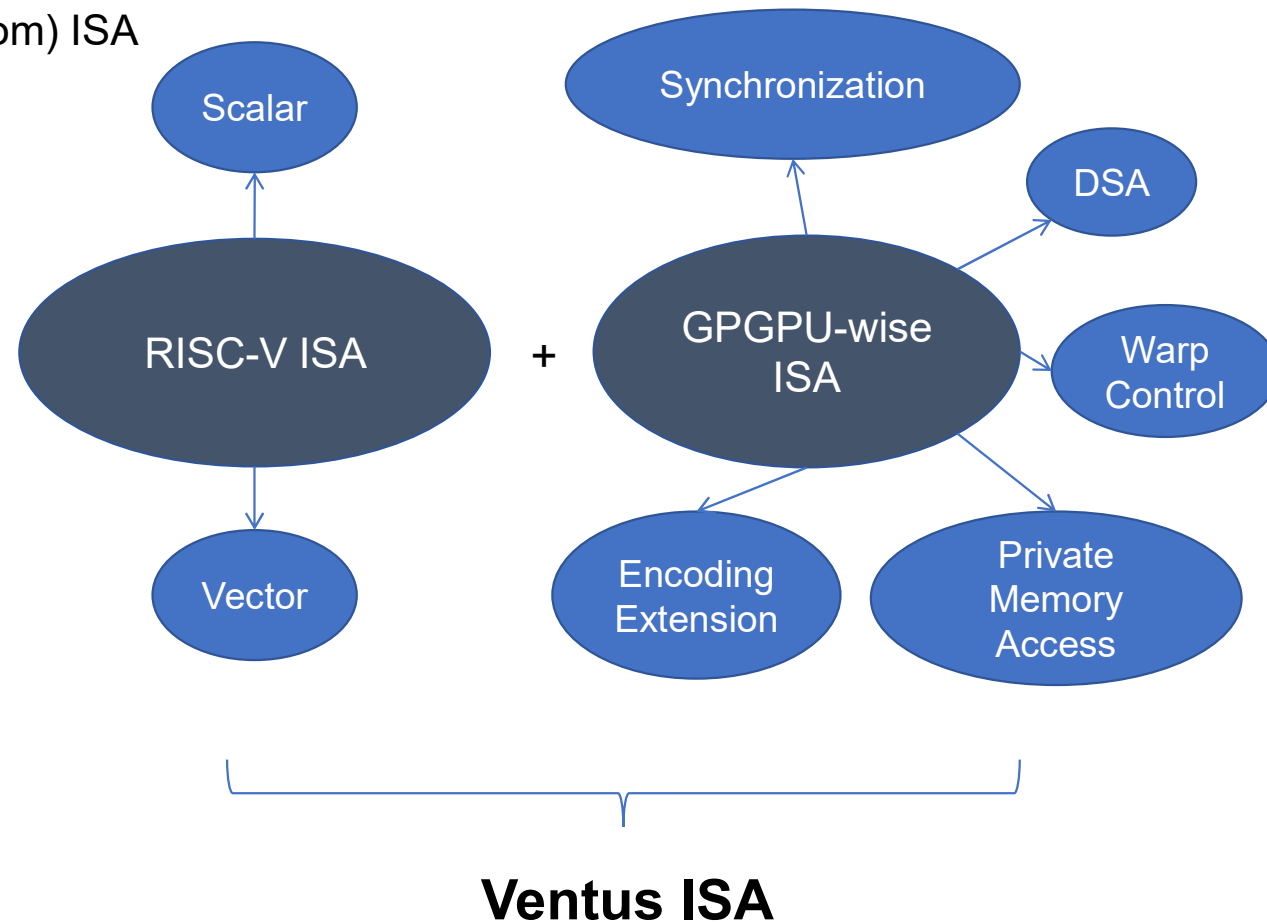 om) ISA
Scalar
Synchronization
DSA
RISC-V ISA
+
GPGPU-wise
ISA
Warp
Control
Vector
Encoding
Extension
Private
Memory
Access
Ventus ISA